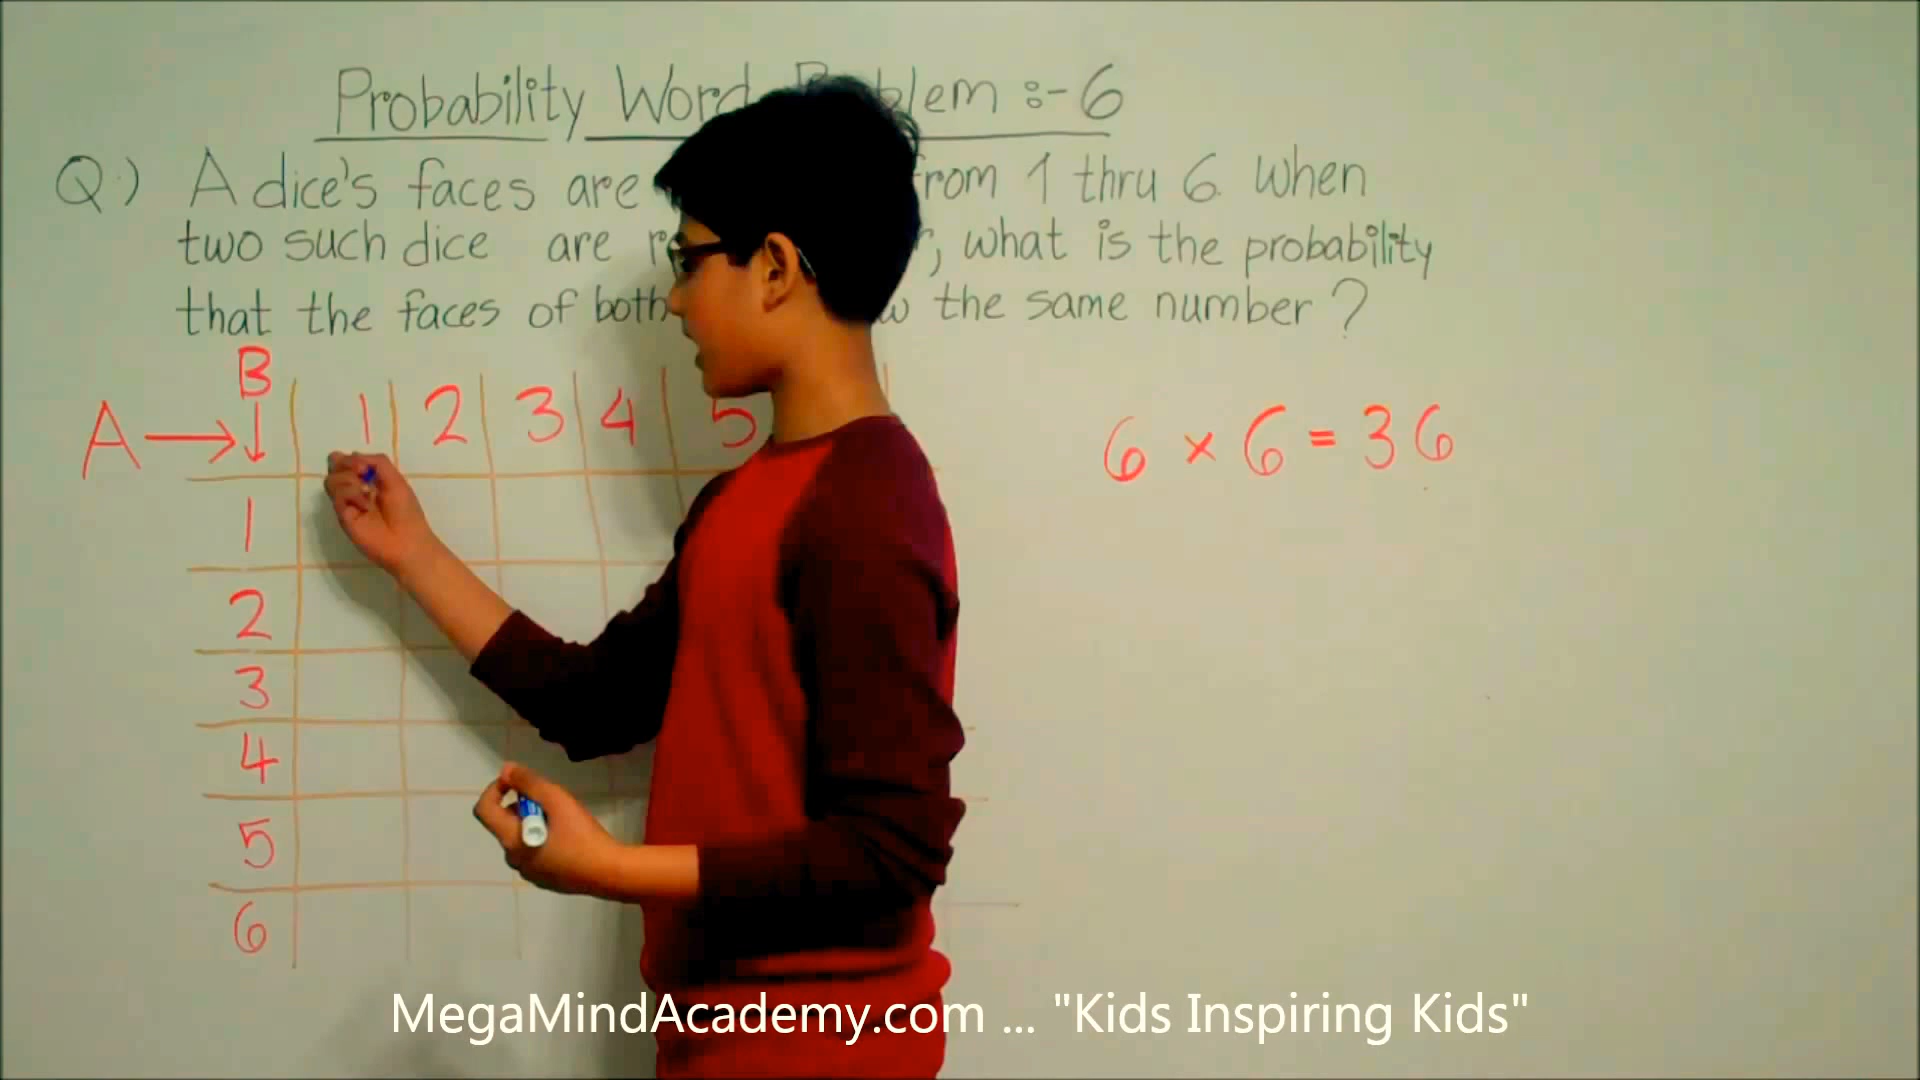 Probability Word :-6
Q.) A dice's faces are from 1 thru 6. When
two such dice are what is the probability
that the faces of both the same number?
B
A → ↓ 1 2 3 4 5
6 × 6 = 36
1
2
3
4
5
6
MegaMindAcademy.com ... "Kids Inspiring Kids"